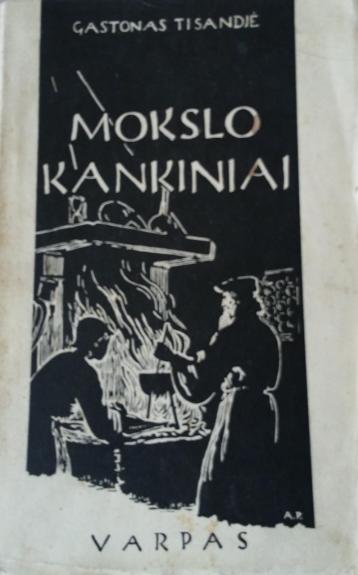 GASTONAS TISANDJĖ
MOKSLO
KANKINIAI
A.P.
VARPAS